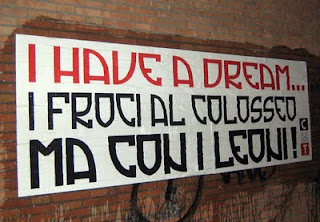 I HAVE A DREAM...
I FROCI AL COLOSSEO
MA CON I LEONI!